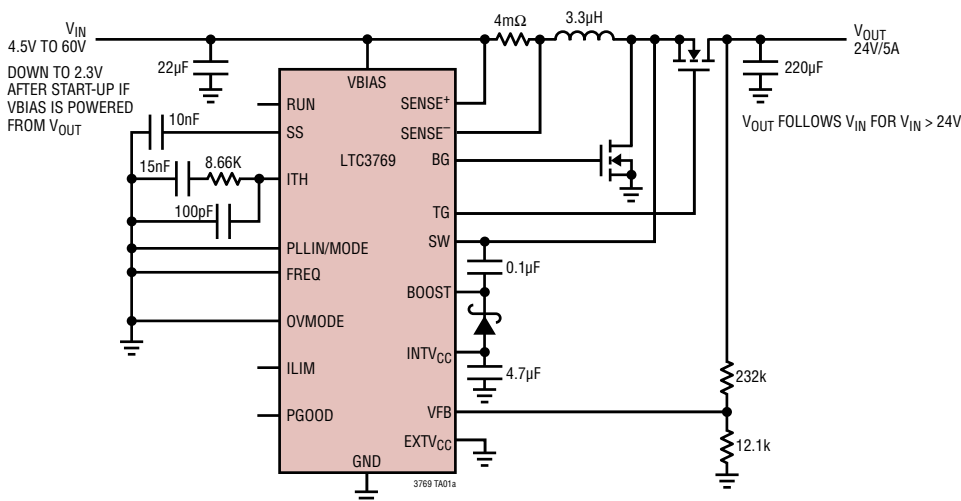 V_IN
4.5V TO 60V
DOWN TO 2.3V
AFTER START-UP IF
VBIAS IS POWERED
FROM V_OUT
22µF
4mΩ
3.3µH
V_OUT
24V/5A
220µF
V_OUT FOLLOWS V_IN FOR V_IN > 24V
VBIAS
RUN
SENSE+
10nF
SS
SENSE−
LTC3769
BG
15nF
8.66K
ITH
100pF
TG
PLLIN/MODE
SW
FREQ
0.1µF
BOOST
OVMODE
INTV_CC
ILIM
4.7µF
232k
PGOOD
VFB
EXTV_CC
12.1k
GND
3769 TA01a